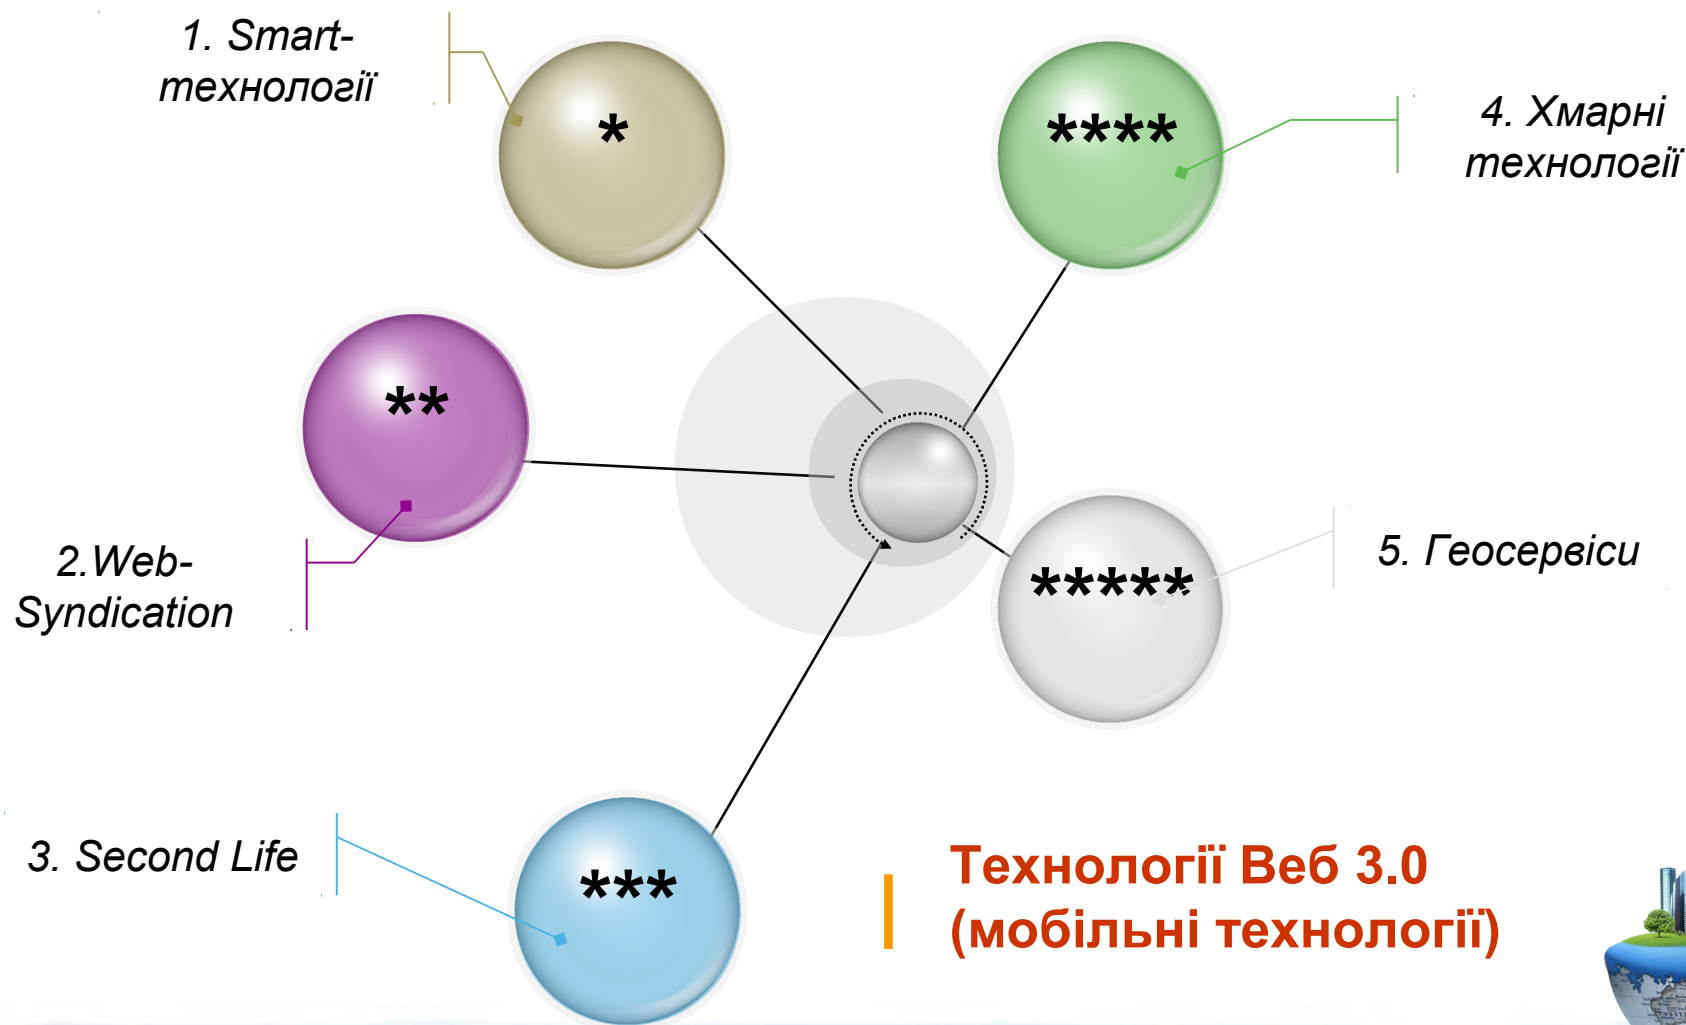 1. Smart-
технології
*
****
4. Хмарні
технології
**
2.Web-
Syndication
*****
5. Геосервіси
3. Second Life
***
Технології Веб 3.0
(мобільні технології)